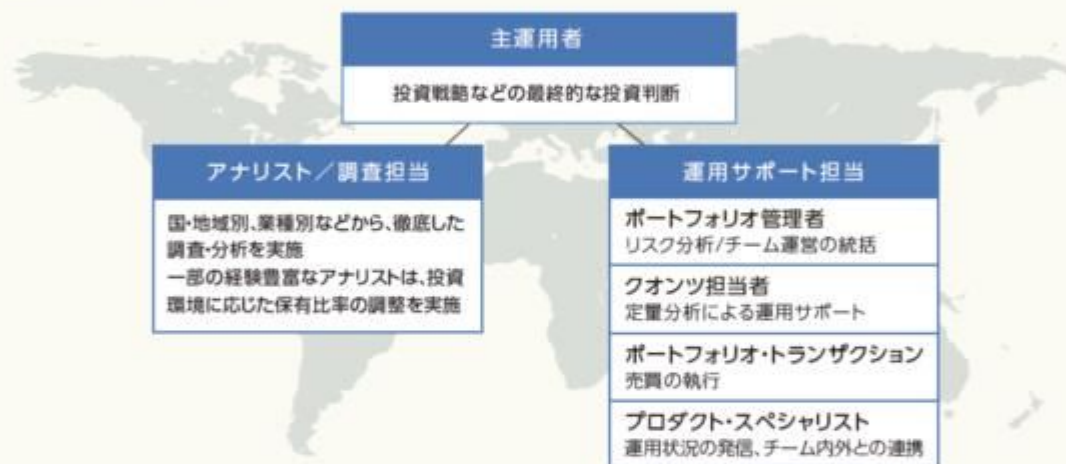 主運用者
投資戦略などの最終的な投資判断
アナリスト／調査担当
国・地域別、業種別などから、徹底した
調査・分析を実施
一部の経験豊富なアナリストは、投資
環境に応じた保有比率の調整を実施
運用サポート担当
ポートフォリオ管理者
リスク分析/チーム運営の統括
クオンツ担当者
定量分析による運用サポート
ポートフォリオ・トランザクション
売買の執行
プロダクト・スペシャリスト
運用状況の発信、チーム内外との連携